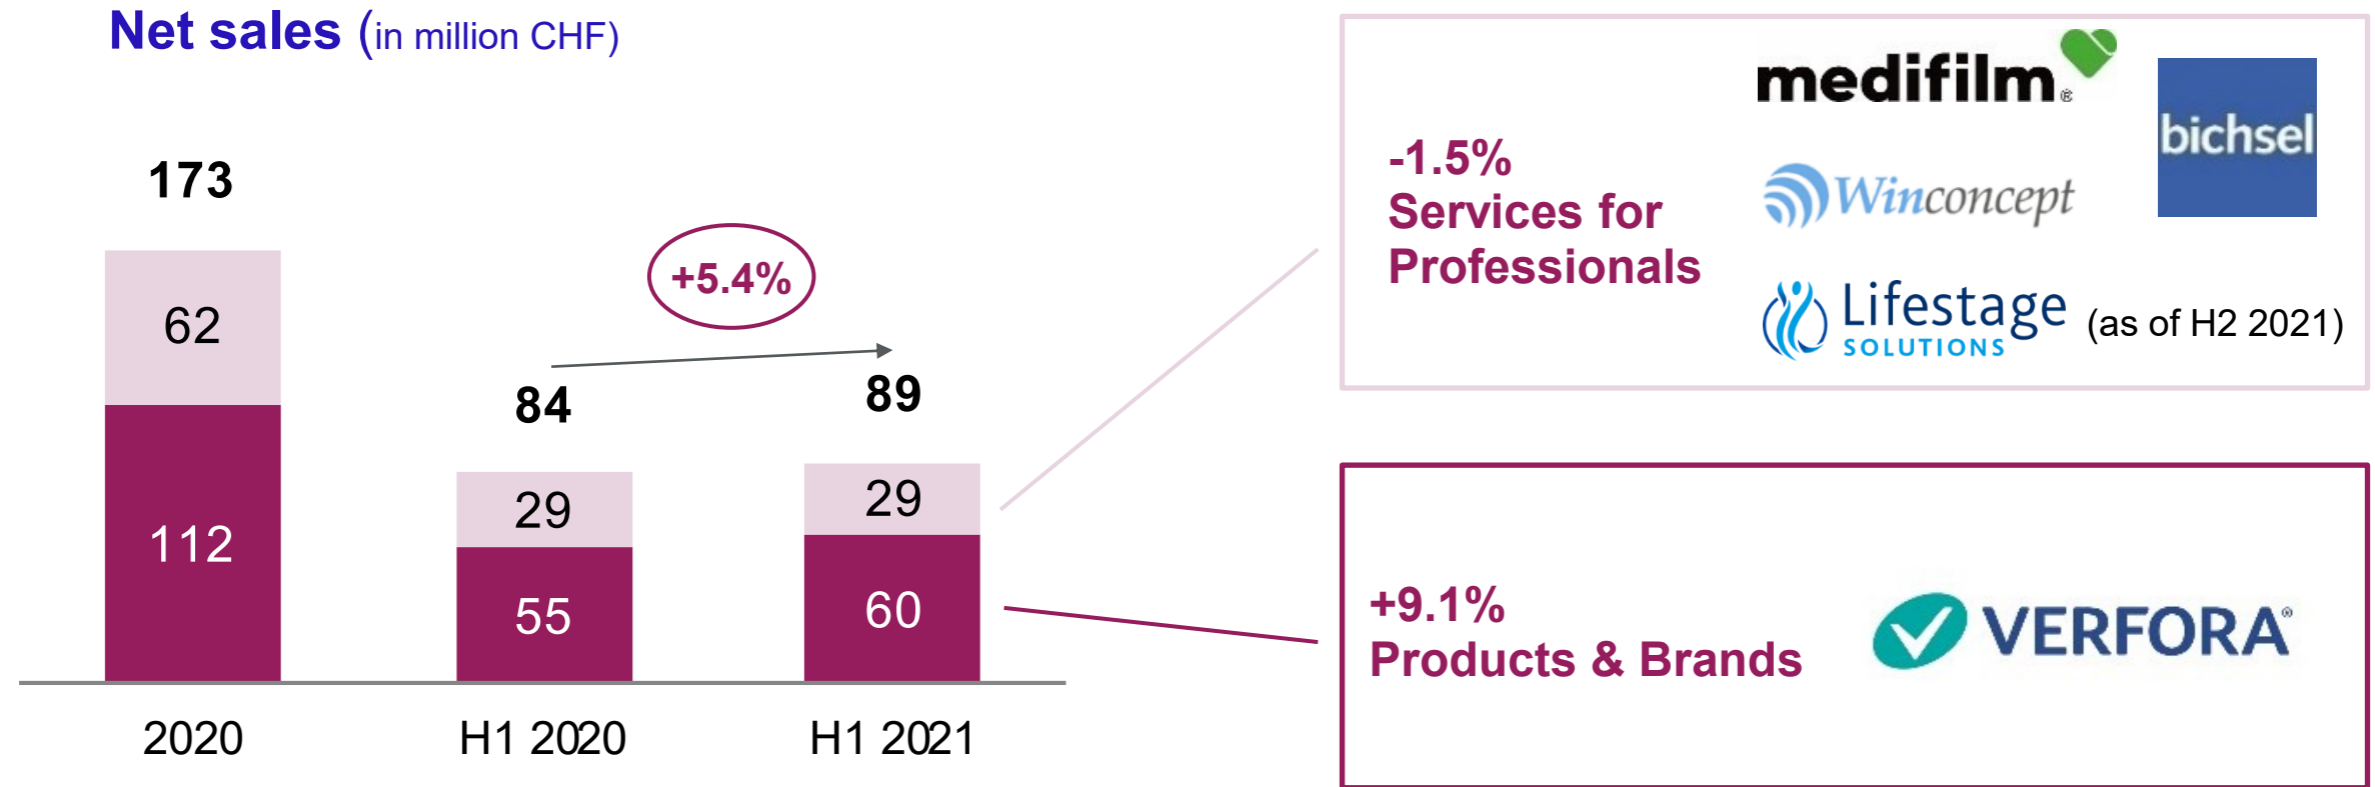 Net sales (in million CHF)
173
62
112
2020
+5.4%
84
29
55
H1 2020
89
29
60
H1 2021
-1.5%
Services for
Professionals
medifilm®
bichsel
Winconcept
Lifestage
SOLUTIONS
(as of H2 2021)
+9.1%
Products & Brands
VERFORA®